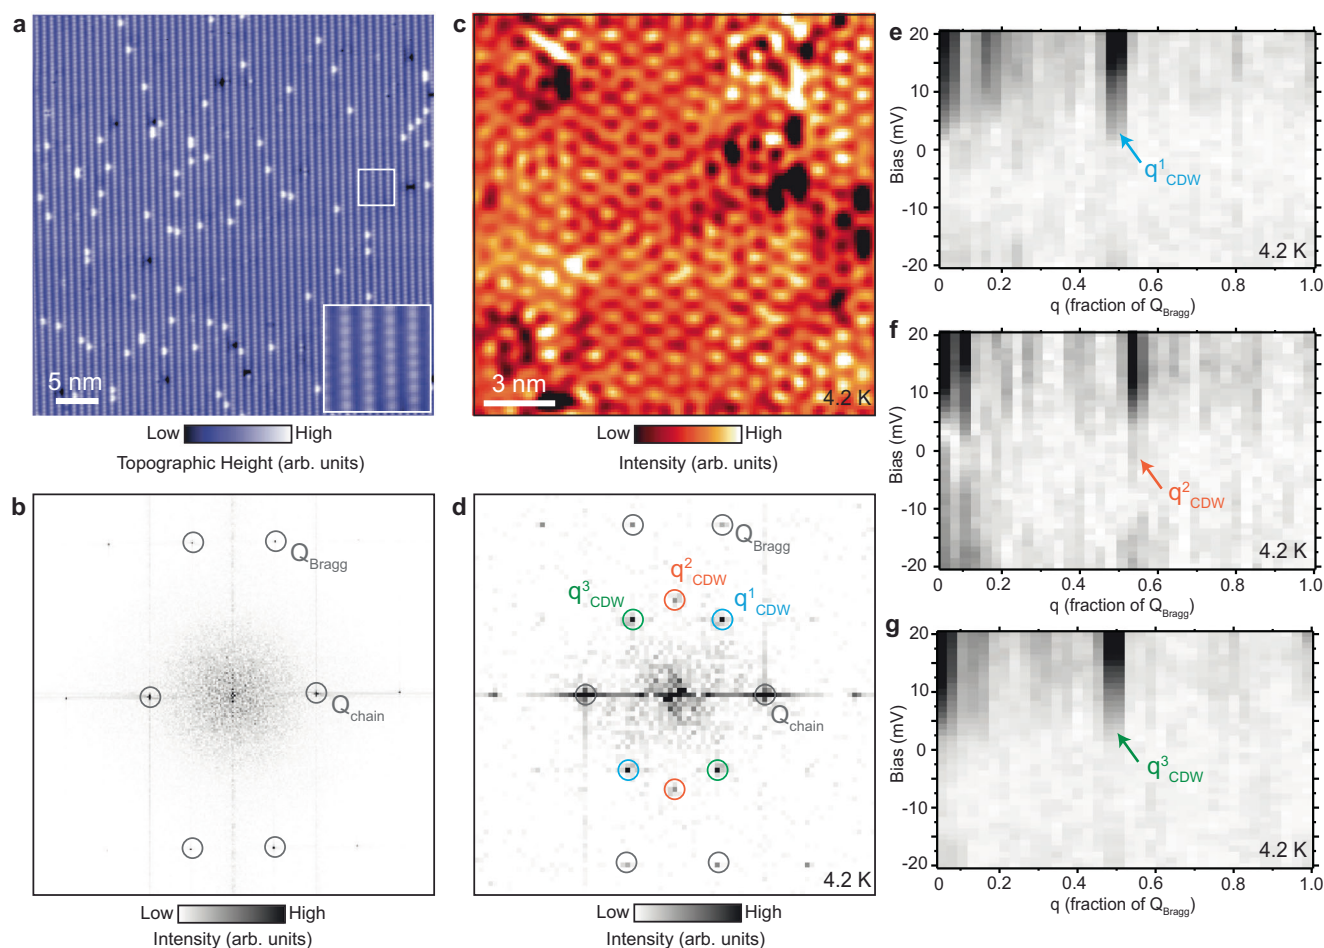 a
5 nm
Low High
Topographic Height (arb. units)
b
Q_Bragg
Q_chain
Low High
Intensity (arb. units)
c
3 nm
4.2 K
Low High
Intensity (arb. units)
d
Q_Bragg
q^2_CDW
q^3_CDW
q^1_CDW
Q_chain
4.2 K
Low High
Intensity (arb. units)
e
20
10
0
-10
-20
Bias (mV)
q^1_CDW
4.2 K
0 0.2 0.4 0.6 0.8 1.0
q (fraction of Q_Bragg)
f
20
10
0
-10
-20
Bias (mV)
q^2_CDW
4.2 K
0 0.2 0.4 0.6 0.8 1.0
q (fraction of Q_Bragg)
g
20
10
0
-10
-20
Bias (mV)
q^3_CDW
4.2 K
0 0.2 0.4 0.6 0.8 1.0
q (fraction of Q_Bragg)